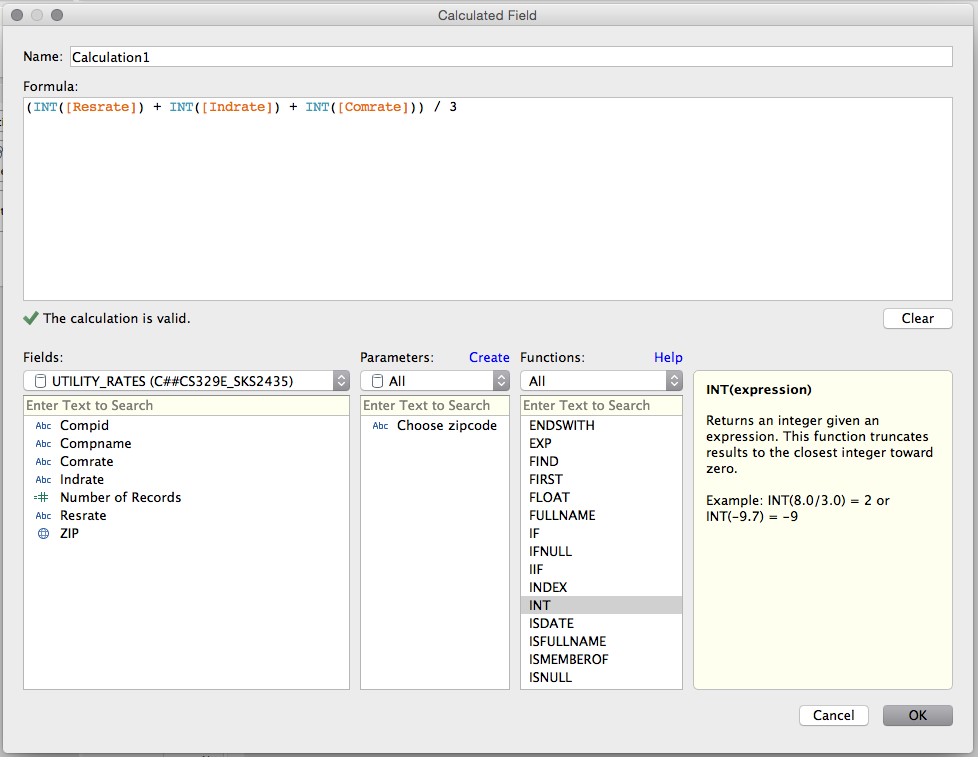 Calculated Field
Name: Calculation1
Formula:
(INT([Resrate]) + INT([Indrate]) + INT([Comrate])) / 3
The calculation is valid.
Clear
Fields:
UTILITY_RATES (C##CS329E_SKS2435)
Enter Text to Search
Abc Compid
Abc Compname
Abc Comrate
Abc Indrate
=# Number of Records
Abc Resrate
ZIP
Parameters: Create
All
Enter Text to Search
Abc Choose zipcode
Functions: Help
All
Enter Text to Search
ENDSWITH
EXP
FIND
FIRST
FLOAT
FULLNAME
IF
IFNULL
IIF
INDEX
INT
ISDATE
ISFULLNAME
ISMEMBEROF
ISNULL
INT(expression)
Returns an integer given an
expression. This function truncates
results to the closest integer toward
zero.
Example: INT(8.0/3.0) = 2 or
INT(-9.7) = -9
Cancel
OK